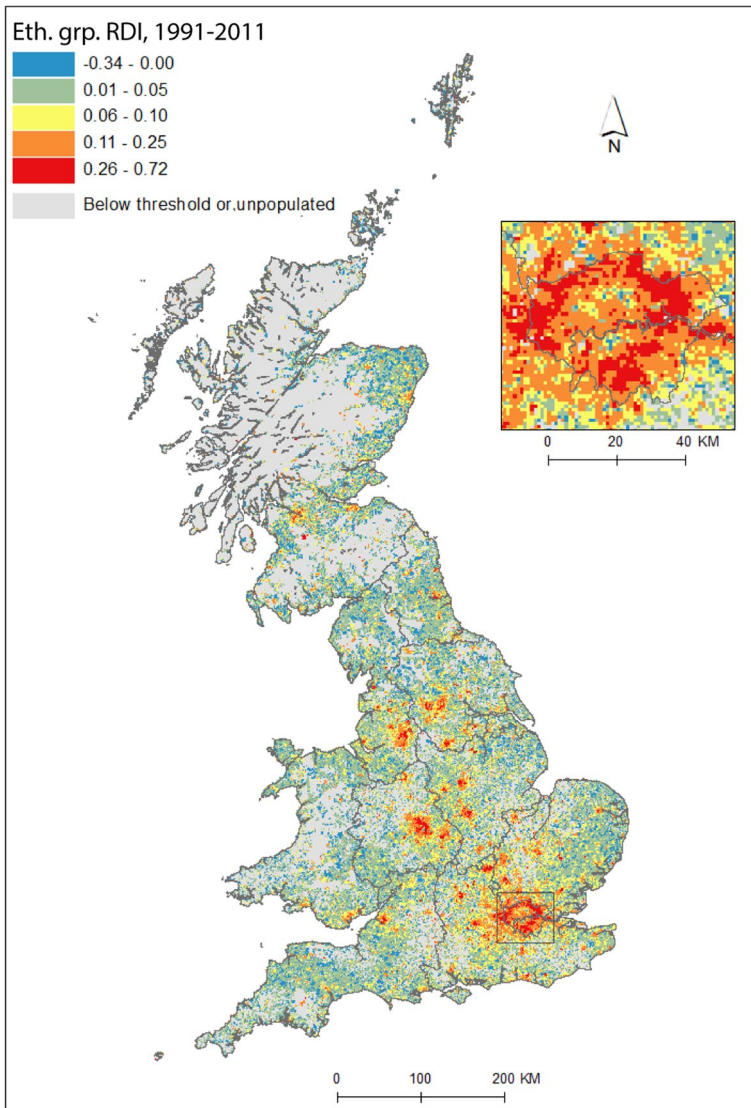 Eth. grp. RDI, 1991-2011
-0.34 - 0.00
0.01 - 0.05
0.06 - 0.10
0.11 - 0.25
0.26 - 0.72
Below threshold or.unpopulated
N
0 20 40 KM
0 100 200 KM